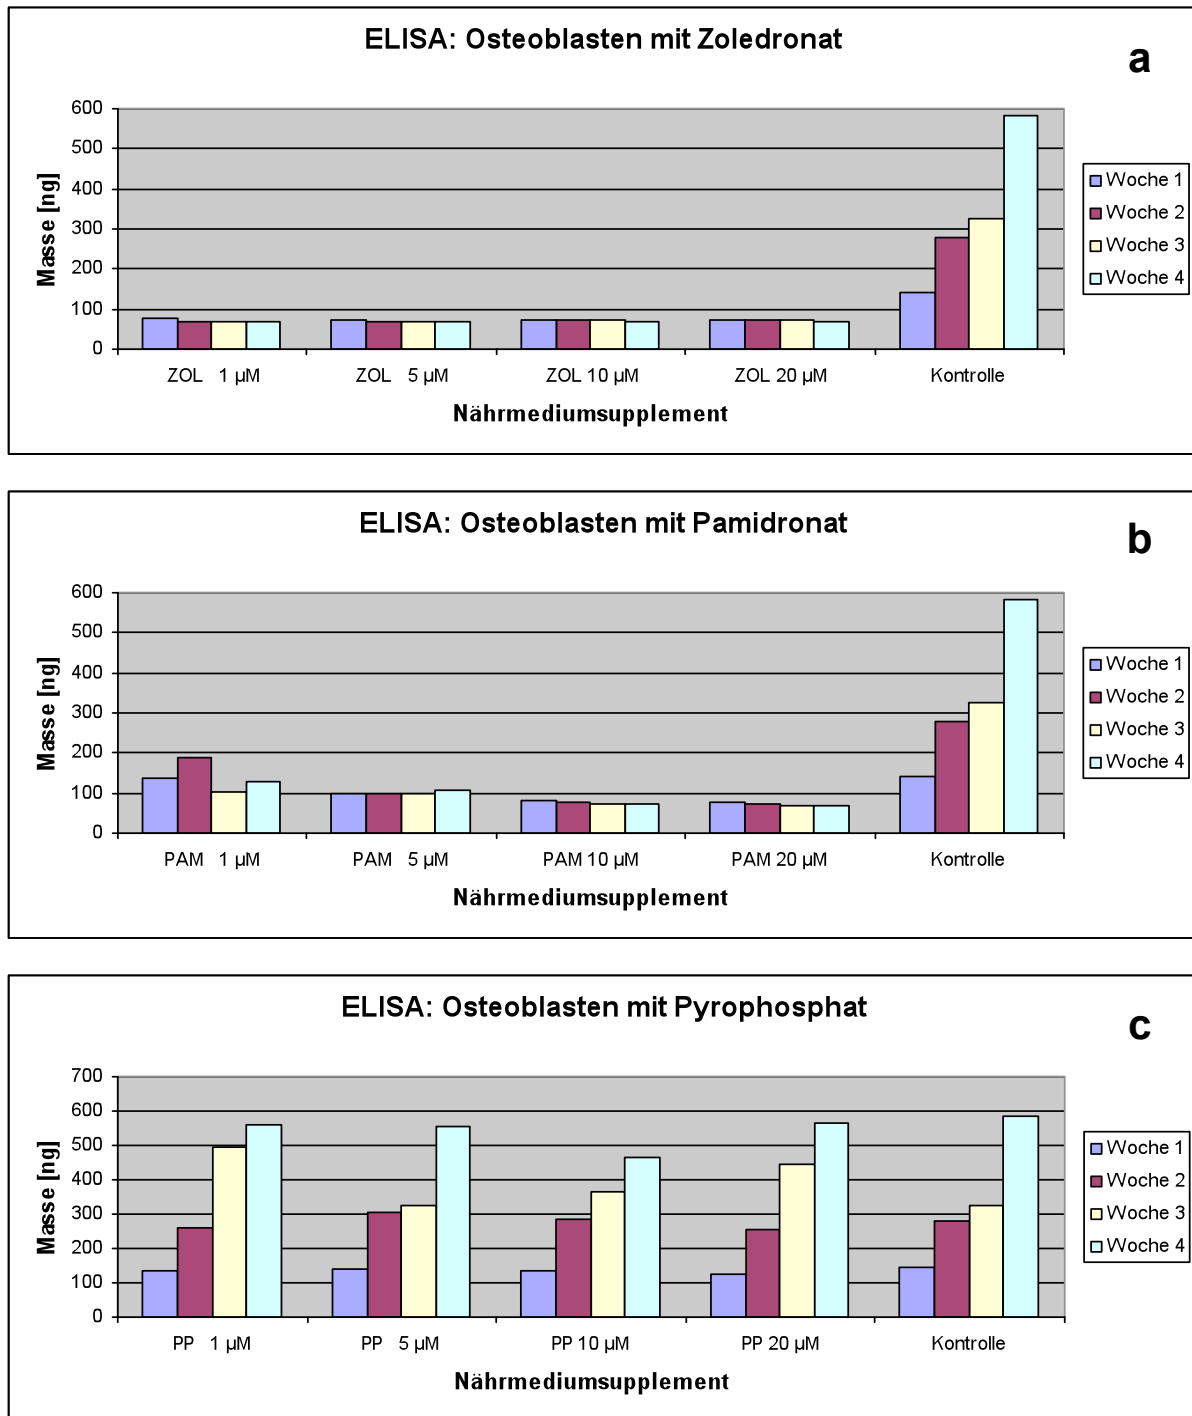 ELISA: Osteoblasten mit Zoledronat
a
600
500
400
300
200
100
0
Masse [ng]
ZOL 1 µM
ZOL 5 µM
ZOL 10 µM
ZOL 20 µM
Kontrolle
Nährmediumsupplement
Woche 1
Woche 2
Woche 3
Woche 4
ELISA: Osteoblasten mit Pamidronat
b
600
500
400
300
200
100
0
Masse [ng]
PAM 1 µM
PAM 5 µM
PAM 10 µM
PAM 20 µM
Kontrolle
Nährmediumsupplement
Woche 1
Woche 2
Woche 3
Woche 4
ELISA: Osteoblasten mit Pyrophosphat
c
700
600
500
400
300
200
100
0
Masse [ng]
PP 1 µM
PP 5 µM
PP 10 µM
PP 20 µM
Kontrolle
Nährmediumsupplement
Woche 1
Woche 2
Woche 3
Woche 4